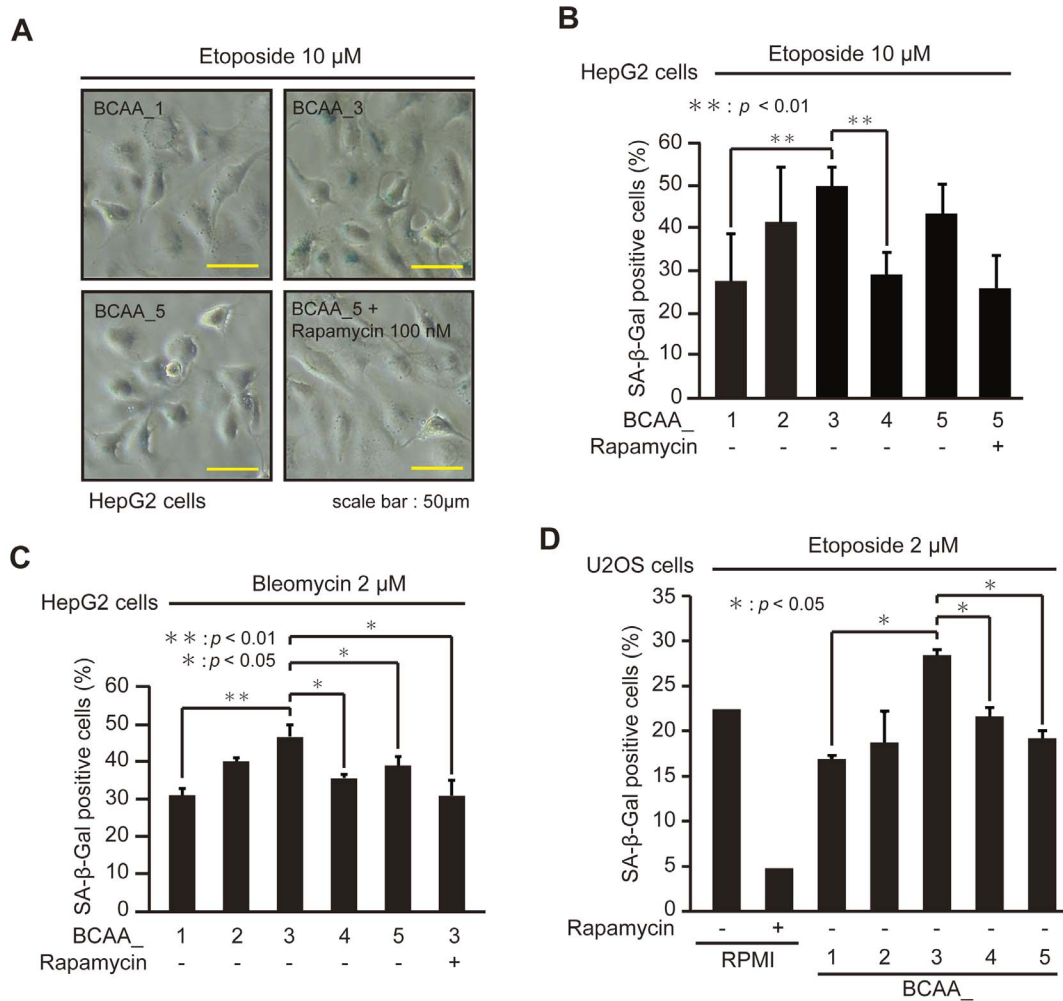 A
Etoposide 10 μM
BCAA_1
BCAA_3
BCAA_5
BCAA_5 +
Rapamycin 100 nM
HepG2 cells
scale bar : 50μm
B
Etoposide 10 μM
HepG2 cells
** : p < 0.01
**
**
SA-β-Gal positive cells (%)
60
50
40
30
20
10
0
BCAA_ 1 2 3 4 5 5
Rapamycin - - - - - +
C
Bleomycin 2 μM
HepG2 cells
** : p < 0.01
* : p < 0.05
*
*
*
**
SA-β-Gal positive cells (%)
60
50
40
30
20
10
0
BCAA_ 1 2 3 4 5 3
Rapamycin - - - - - +
D
Etoposide 2 μM
U2OS cells
* : p < 0.05
*
*
*
SA-β-Gal positive cells (%)
35
30
25
20
15
10
5
0
Rapamycin - + - - - - -
RPMI 1 2 3 4 5
BCAA_